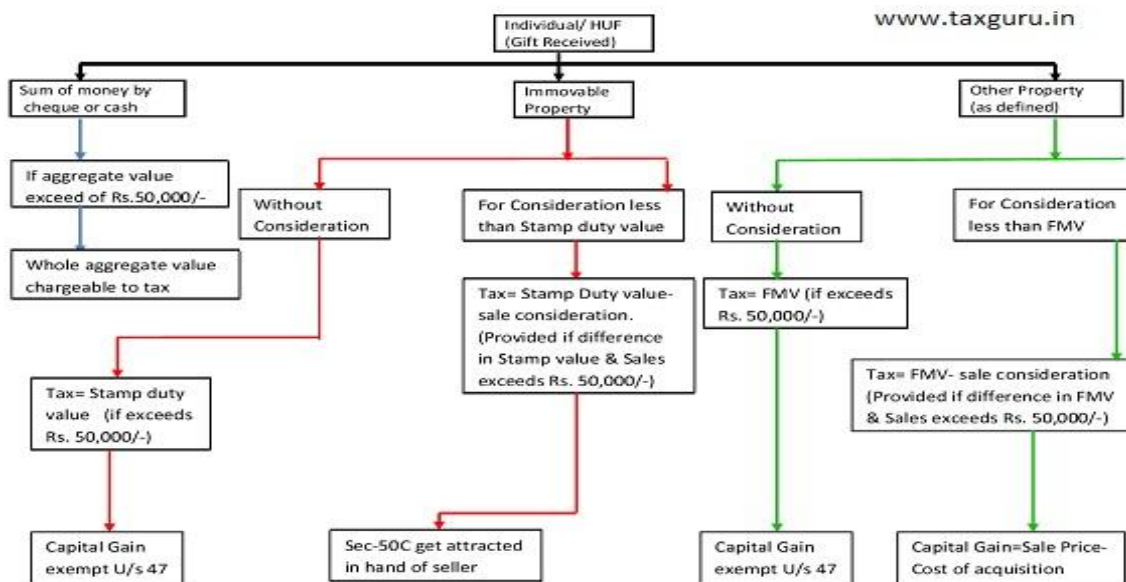 www.taxguru.in
Individual/ HUF
(Gift Received)
Sum of money by
cheque or cash
Immovable
Property
Other Property
(as defined)
If aggregate value
exceed of Rs.50,000/-
Without
Consideration
For Consideration less
than Stamp duty value
Without
Consideration
For Consideration
less than FMV
Whole aggregate value
chargeable to tax
Tax= Stamp Duty value-
sale consideration.
(Provided if difference
in Stamp value & Sales
exceeds Rs. 50,000/-)
Tax= FMV (if exceeds
Rs. 50,000/-)
Tax= Stamp duty
value (if exceeds
Rs. 50,000/-)
Tax= FMV- sale consideration
(Provided if difference in FMV
& Sales exceeds Rs. 50,000/-)
Capital Gain
exempt U/s 47
Sec-50C get attracted
in hand of seller
Capital Gain
exempt U/s 47
Capital Gain=Sale Price-
Cost of acquisition